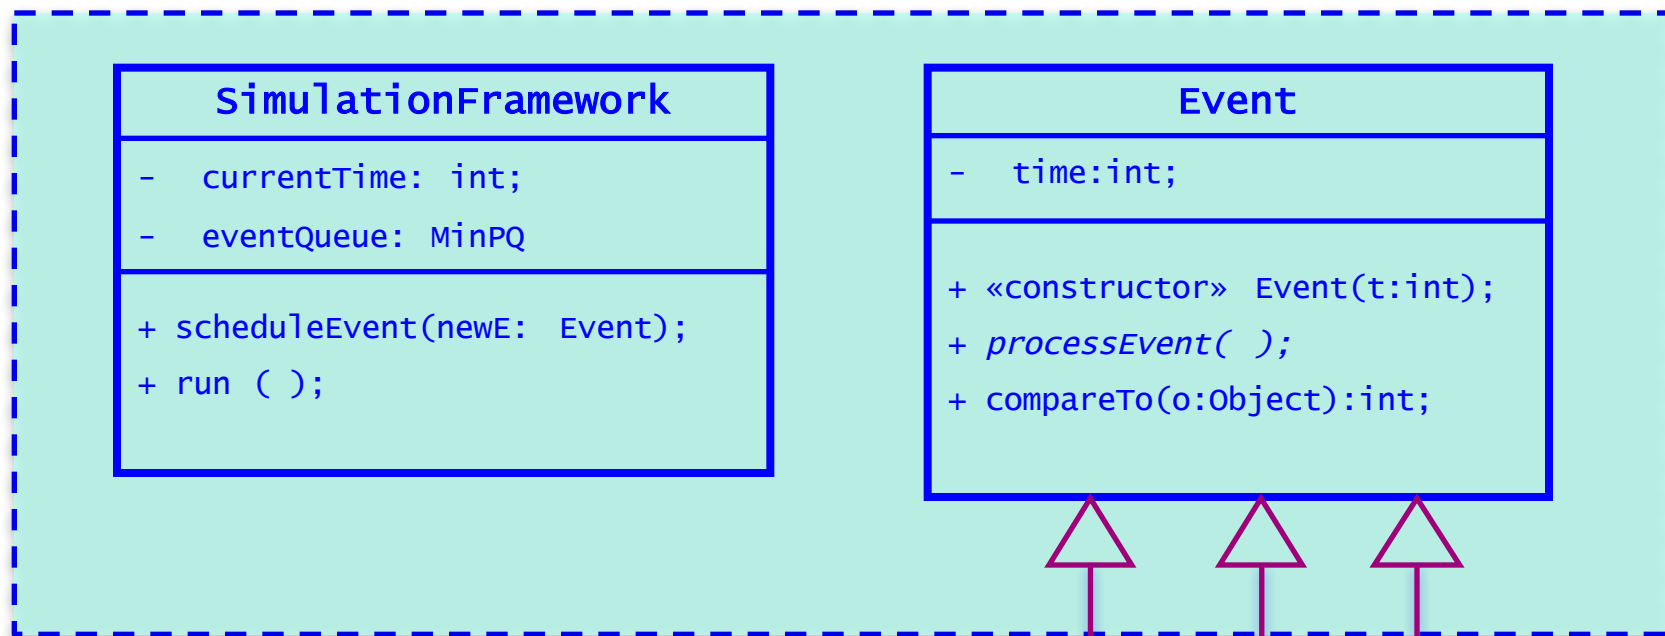 SimulationFramework
- currentTime: int;
- eventQueue: MinPQ
+ scheduleEvent(newE: Event);
+ run ( );
Event
- time:int;
+ «constructor» Event(t:int);
+ processEvent( );
+ compareTo(o:Object):int;